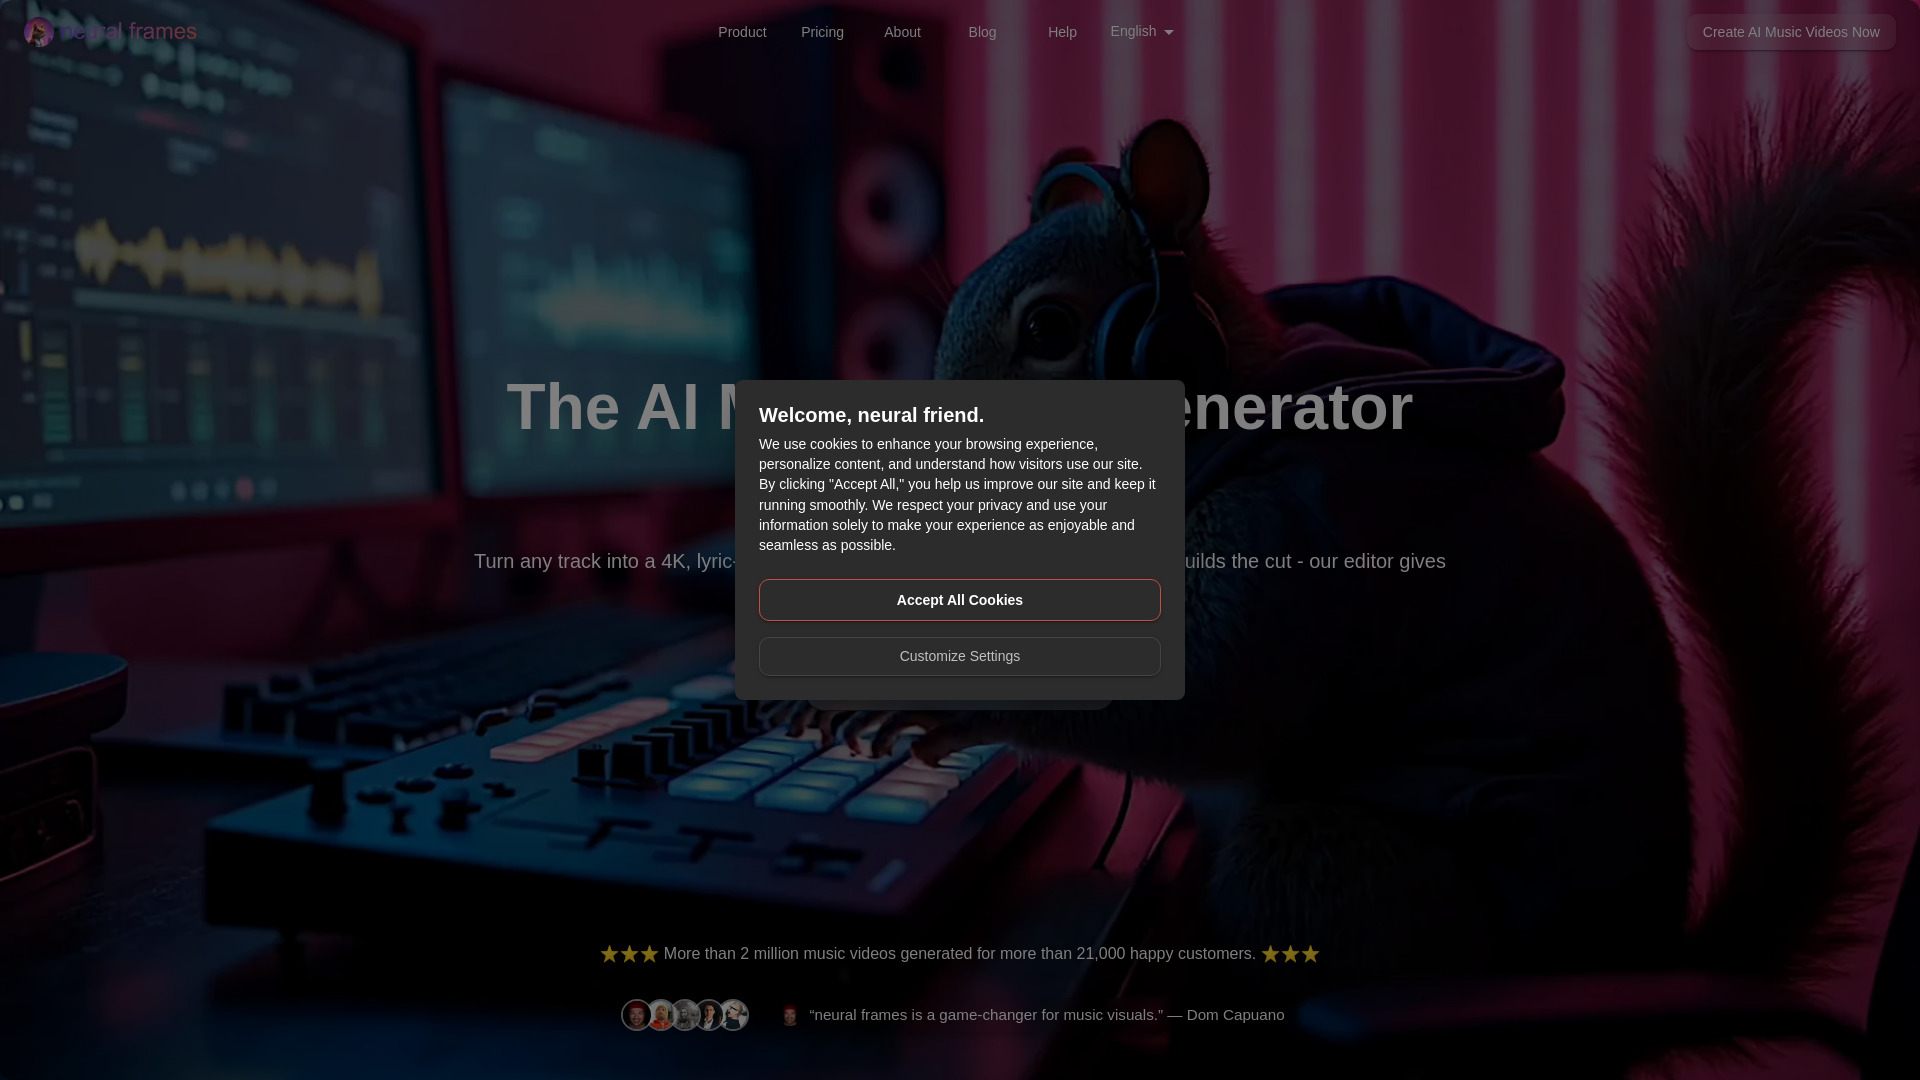 neural frames
Product Pricing About Blog Help English
Create AI Music Videos Now
The AI M
enerator
Welcome, neural friend.
We use cookies to enhance your browsing experience,
personalize content, and understand how visitors use our site.
By clicking "Accept All," you help us improve our site and keep it
running smoothly. We respect your privacy and use your
information solely to make your experience as enjoyable and
seamless as possible.
Turn any track into a 4K, lyric-
uilds the cut - our editor gives
Accept All Cookies
Customize Settings
⭐⭐⭐ More than 2 million music videos generated for more than 21,000 happy customers. ⭐⭐⭐
“neural frames is a game-changer for music visuals.” — Dom Capuano